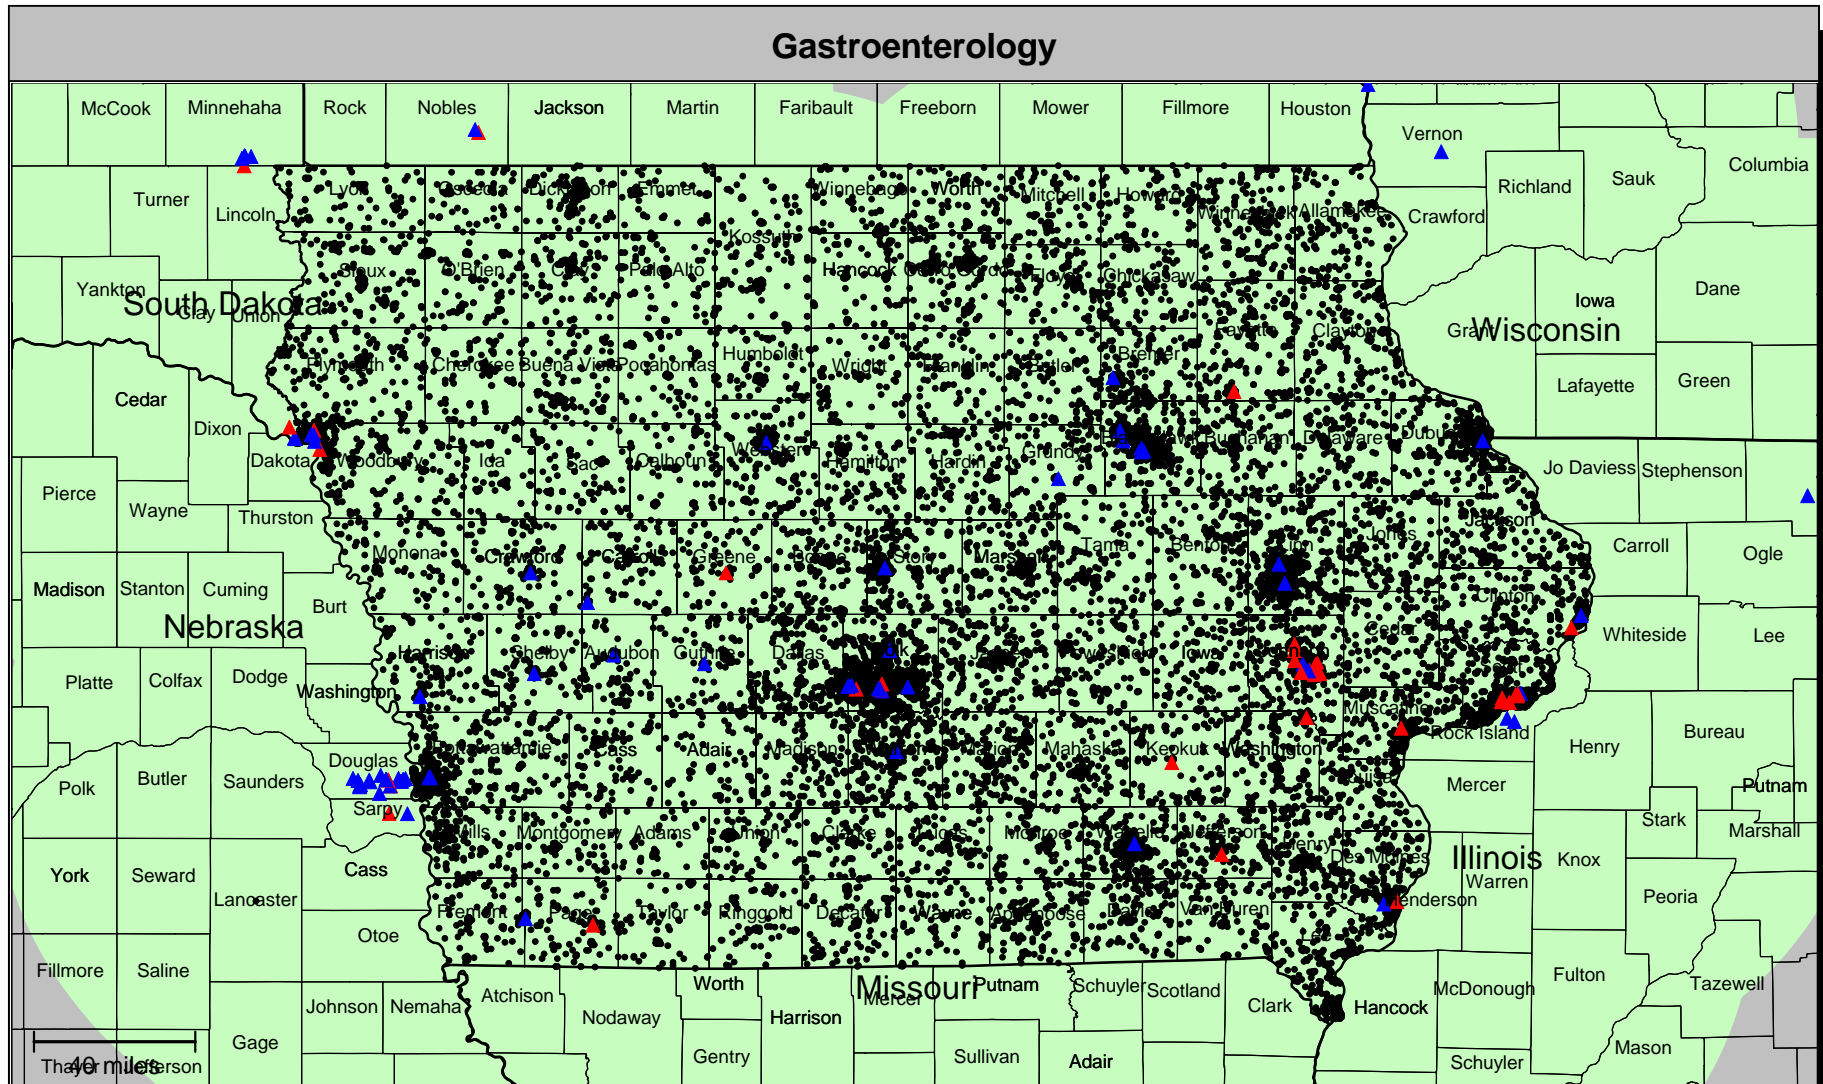 Gastroenterology
McCook Minnehaha Rock Nobles Jackson Martin Faribault Freeborn Mower Fillmore Houston
Vernon
Columbia
Turner Lincoln Lyon Osceola Dickinson Emmet Winnebago Worth Mitchell Howard Winneshiek Allamakee Crawford Richland Sauk
Kossuth
Yankton Clay Union Sioux O'Brien Clay Palo Alto Hancock Cerro Gordo Floyd Chickasaw Iowa Dane
South Dakota
Wisconsin
Plymouth Cherokee Buena Vista Pocahontas Humboldt Wright Franklin Butler Bremer Fayette Clayton Grant
Cedar Lafayette Green
Dixon
Dakota Woodbury Ida Sac Calhoun Webster Hamilton Hardin Grundy Black Hawk Buchanan Delaware Dubuque
Jo Daviess Stephenson
Pierce Wayne Thurston
Monona Crawford Carroll Greene Boone Story Marshall Tama Benton Linn Jones Jackson
Carroll Ogle
Madison Stanton Cuming Burt
Clinton
Nebraska
Cedar Whiteside Lee
Harrison Shelby Audubon Guthrie Dallas Polk Jasper Poweshiek Iowa Johnson Scott
Platte Colfax Dodge Washington
Muscatine
Rock Island Henry Bureau
Douglas Pottawattamie Cass Adair Madison Warren Marion Mahaska Keokuk Washington
Polk Butler Saunders
Louisa Mercer Putnam
Sarpy
Mills Montgomery Adams Union Clarke Lucas Monroe Wapello Jefferson Henry Des Moines
Stark Marshall
Illinois
York Seward Cass Knox
Warren
Lancaster Henderson Peoria
Fremont Page Taylor Ringgold Decatur Wayne Appanoose Davis Van Buren
Otoe Lee
Fillmore Saline
Johnson Nemaha Atchison Worth Mercer Putnam Schuyler Scotland Clark Hancock McDonough Fulton Tazewell
Missouri
Nodaway Harrison
Gage
Gentry Sullivan Adair Schuyler Mason
Thayer Jefferson
40 miles